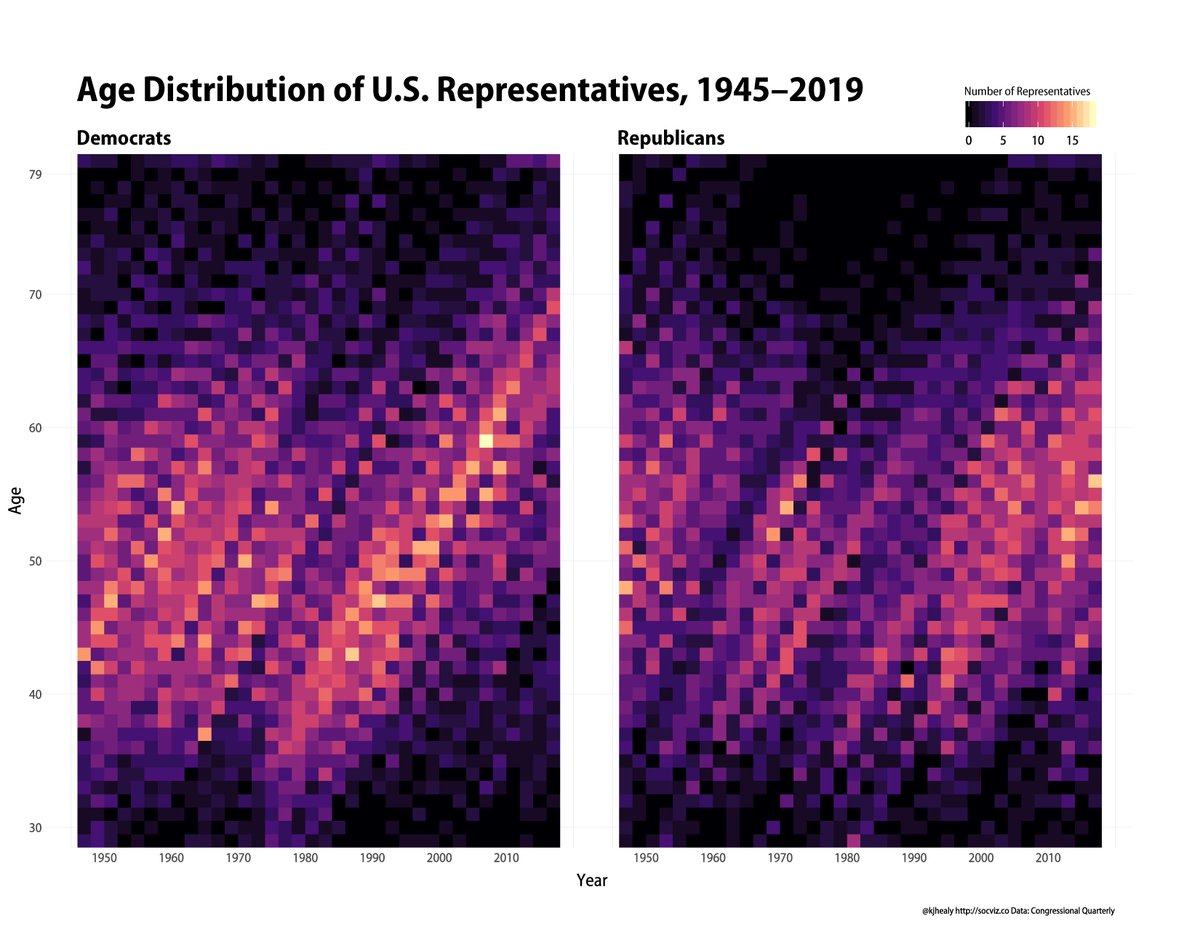 Age Distribution of U.S. Representatives, 1945–2019
Number of Representatives
0 5 10 15
Democrats
Republicans
79
70
60
50
40
30
Age
1950 1960 1970 1980 1990 2000 2010
1950 1960 1970 1980 1990 2000 2010
Year
@kjhealy http://socviz.co Data: Congressional Quarterly